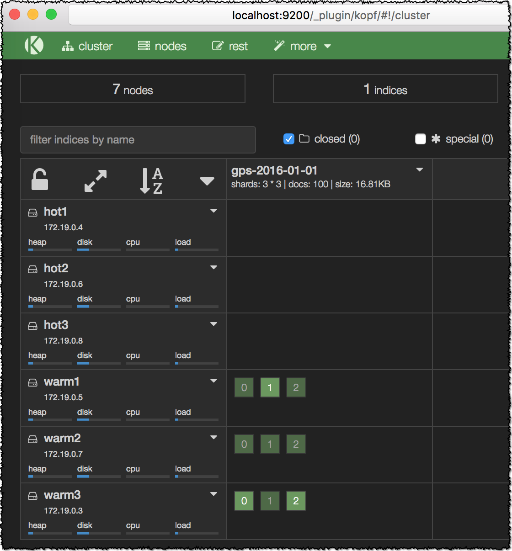 localhost:9200/_plugin/kopf/#!/cluster
K cluster nodes rest more
7 nodes 1 indices
filter indices by name closed (0) special (0)
A Z
gps-2016-01-01
shards: 3 * 3 | docs: 100 | size: 16.81KB
hot1
172.19.0.4
heap disk cpu load
hot2
172.19.0.6
heap disk cpu load
hot3
172.19.0.8
heap disk cpu load
warm1 0 1 2
172.19.0.5
heap disk cpu load
warm2 0 1 2
172.19.0.7
heap disk cpu load
warm3 0 1 2
172.19.0.3
heap disk cpu load